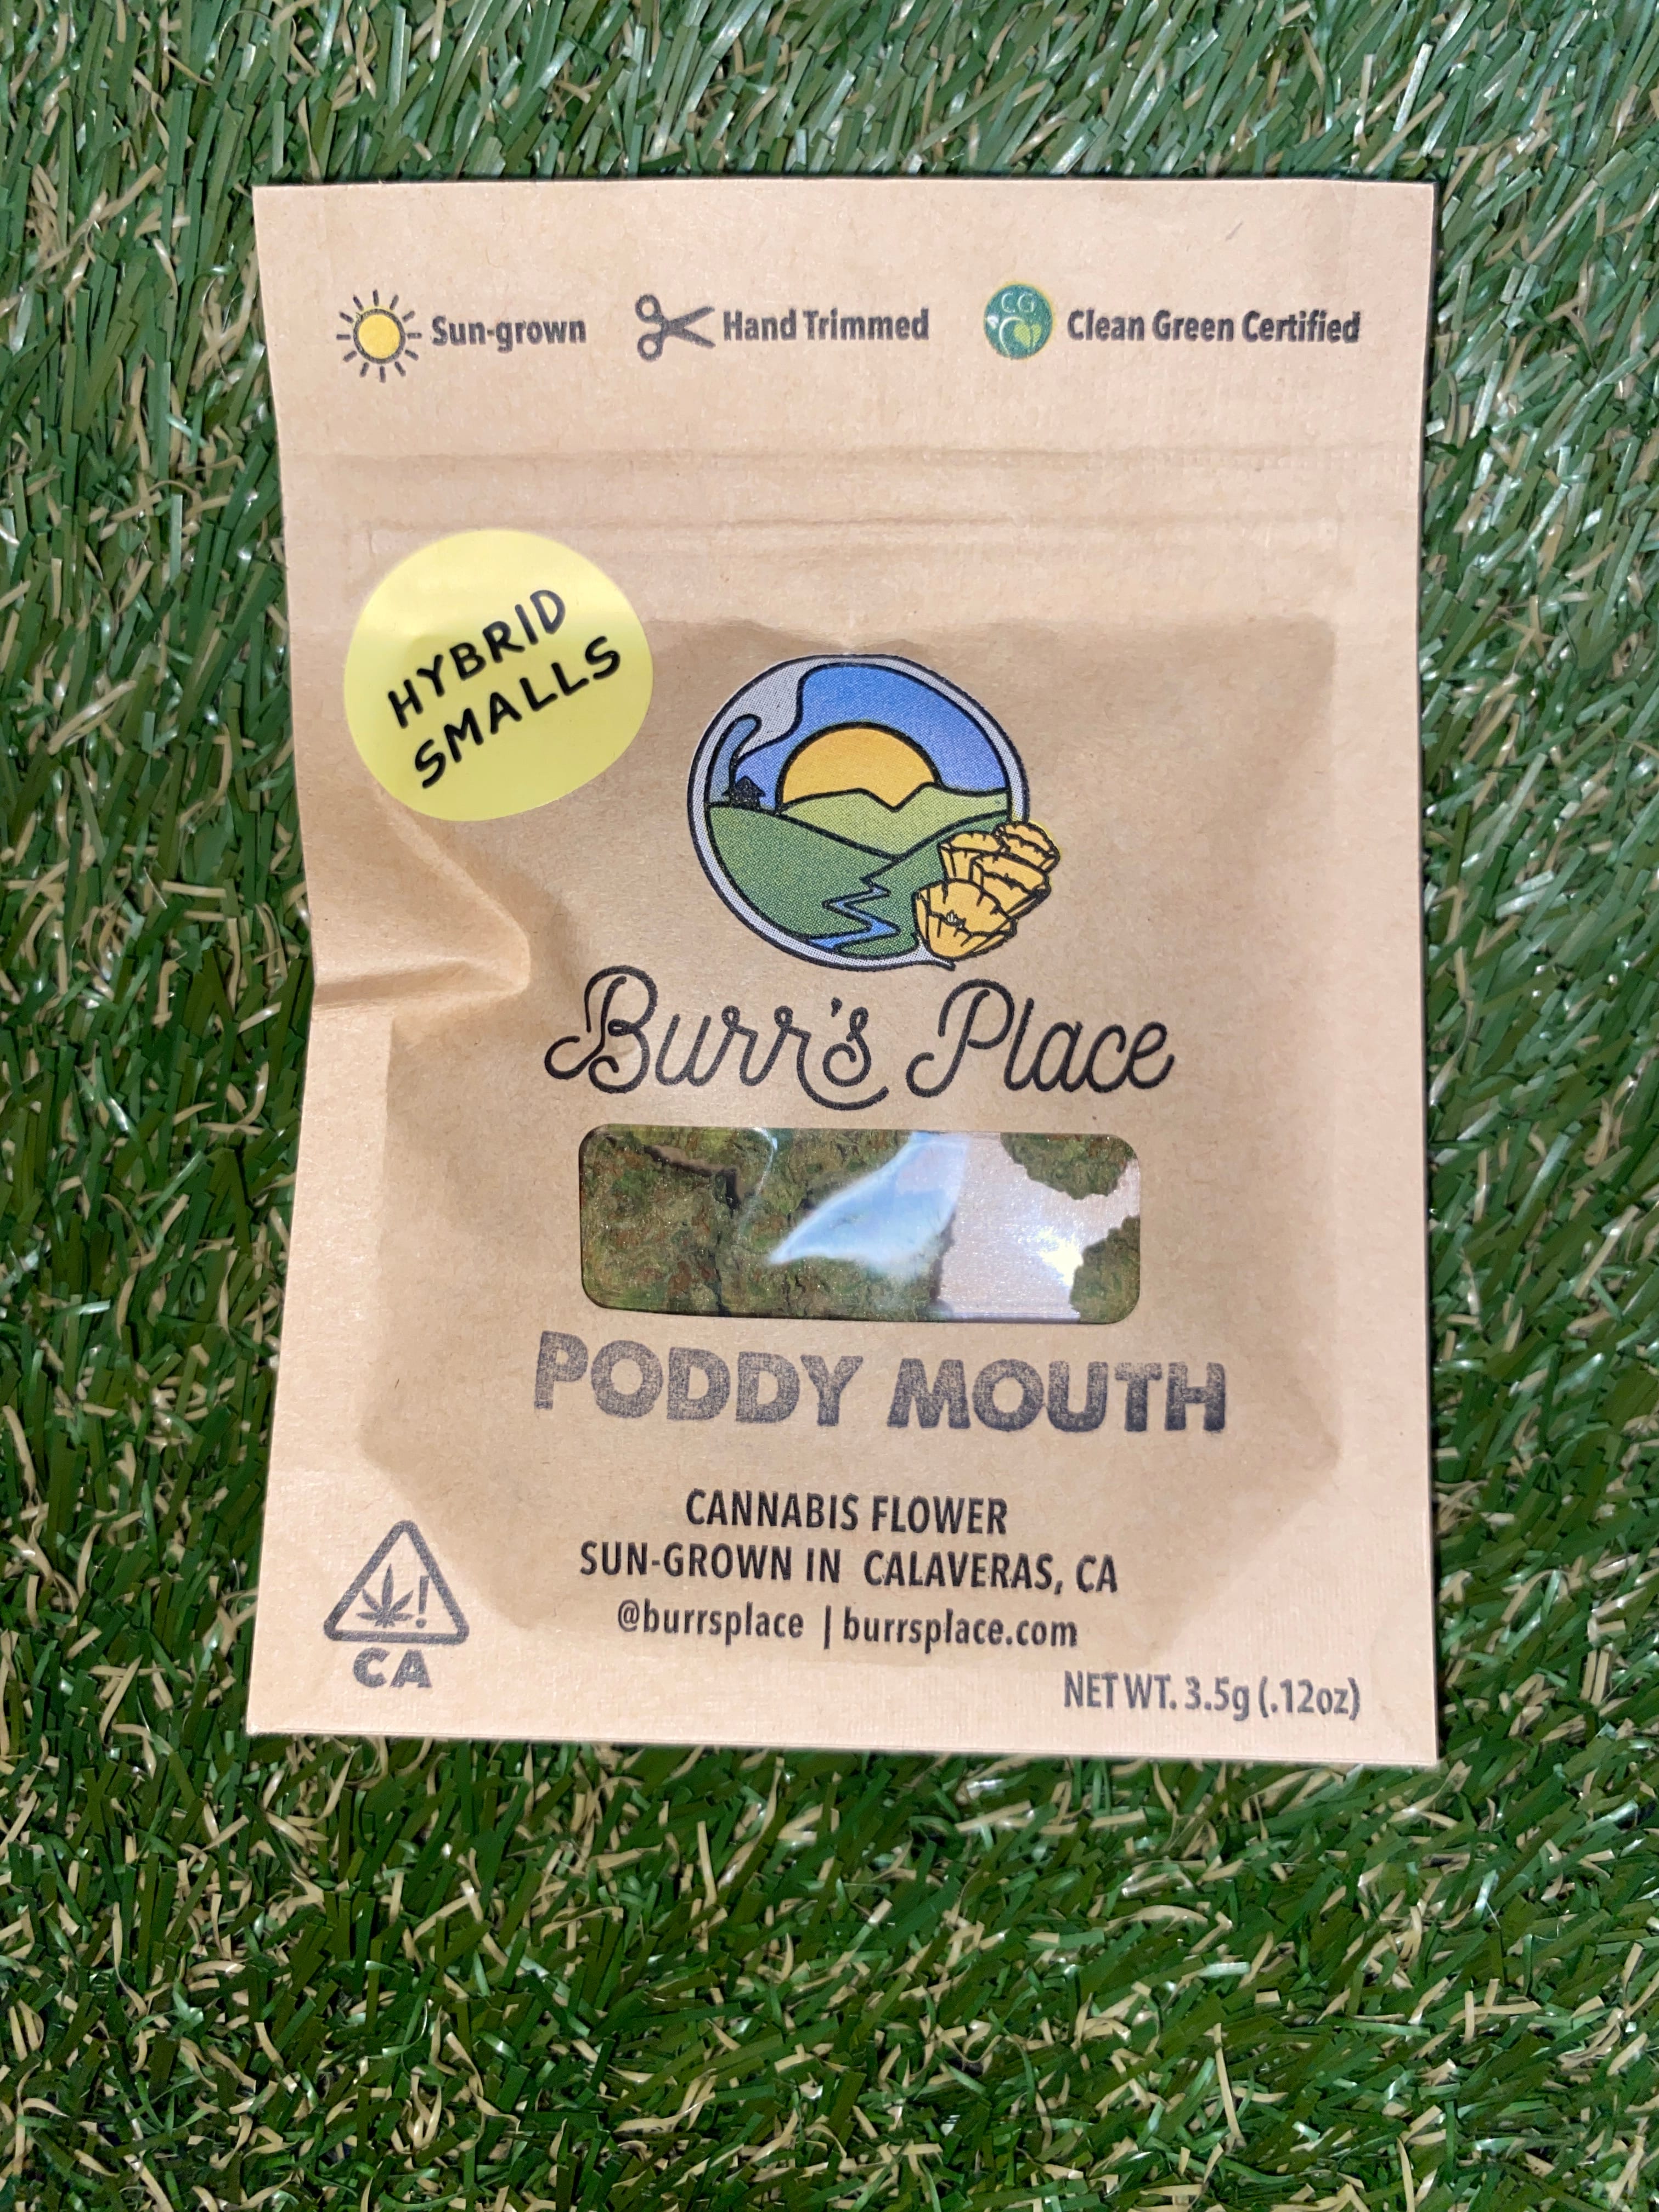 Sun-grown
Hand Trimmed
CG
Clean Green Certified
HYBRID
SMALLS
Burr's Place
PODDY MOUTH
CANNABIS FLOWER
SUN-GROWN IN CALAVERAS, CA
@burrsplace | burrsplace.com
!
CA
NET WT. 3.5g (.12oz)